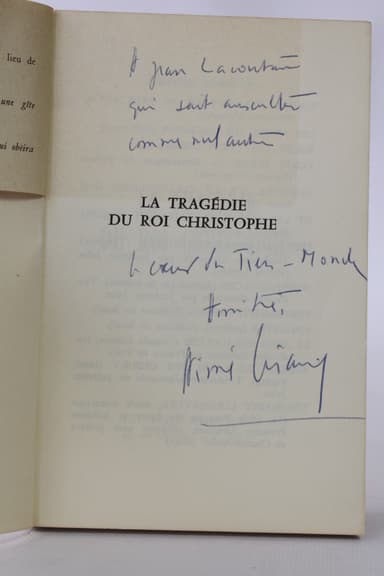 lieu de
une gîte
ui obéira
A Jean Lacouture
qui sait ausculter
comme nul autre
LA TRAGÉDIE
DU ROI CHRISTOPHE
le cœur du Tiers-Monde
Amitié,
Aimé Césaire